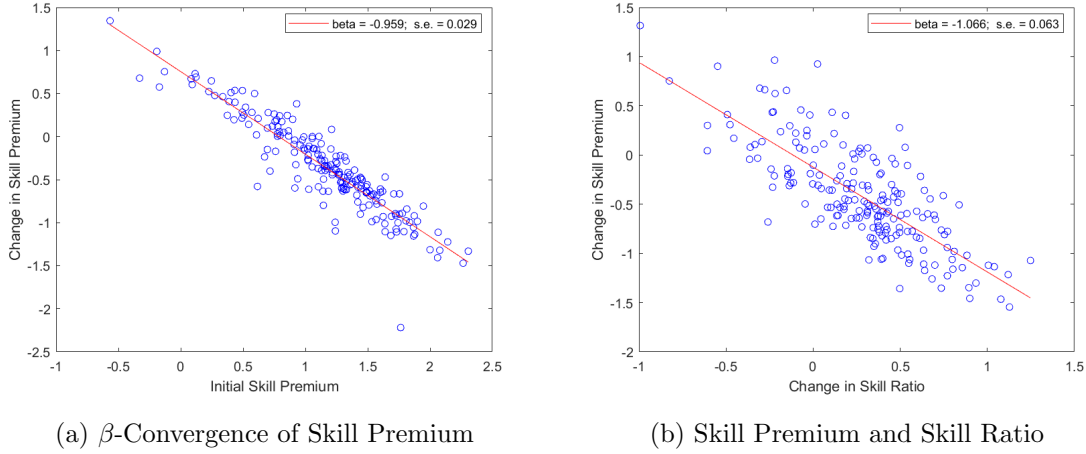 beta = -0.959; s.e. = 0.029
1.5
1
0.5
0
-0.5
-1
-1.5
-2
-2.5
Change in Skill Premium
-1 -0.5 0 0.5 1 1.5 2 2.5
Initial Skill Premium
(a) β-Convergence of Skill Premium
beta = -1.066; s.e. = 0.063
1.5
1
0.5
0
-0.5
-1
-1.5
-2
Change in Skill Premium
-1 -0.5 0 0.5 1 1.5
Change in Skill Ratio
(b) Skill Premium and Skill Ratio